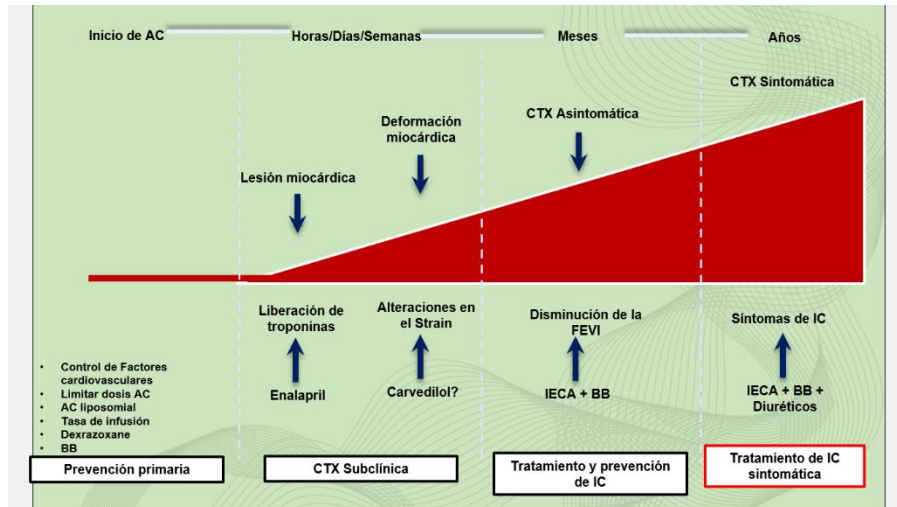 Inicio de AC
Horas/Días/Semanas
Meses
Años
CTX Sintomática
CTX Asintomática
Deformación
miocárdica
Lesión miocárdica
Liberación de
troponinas
Alteraciones en
el Strain
Disminución de la
FEVI
Síntomas de IC
Enalapril
Carvedilol?
IECA + BB
IECA + BB +
Diuréticos
• Control de Factores
cardiovasculares
• Limitar dosis AC
• AC liposomial
• Tasa de infusión
• Dexrazoxane
• BB
Prevención primaria
CTX Subclínica
Tratamiento y prevención
de IC
Tratamiento de IC
sintomática